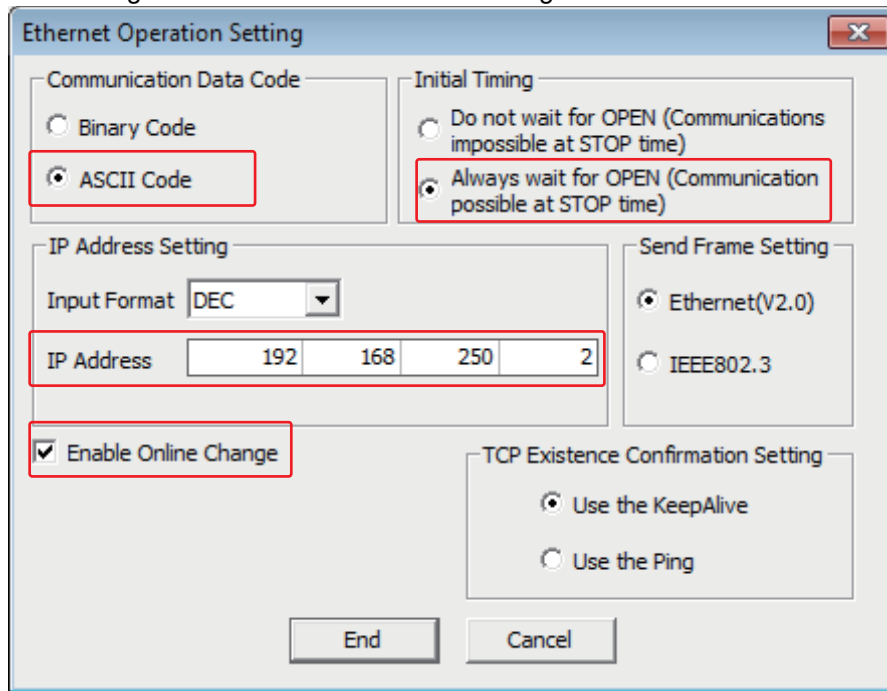 Ethernet Operation Setting
Communication Data Code
Binary Code
ASCII Code
Initial Timing
Do not wait for OPEN (Communications
impossible at STOP time)
Always wait for OPEN (Communication
possible at STOP time)
IP Address Setting
Input Format DEC
IP Address 192 168 250 2
Send Frame Setting
Ethernet(V2.0)
IEEE802.3
Enable Online Change
TCP Existence Confirmation Setting
Use the KeepAlive
Use the Ping
End Cancel